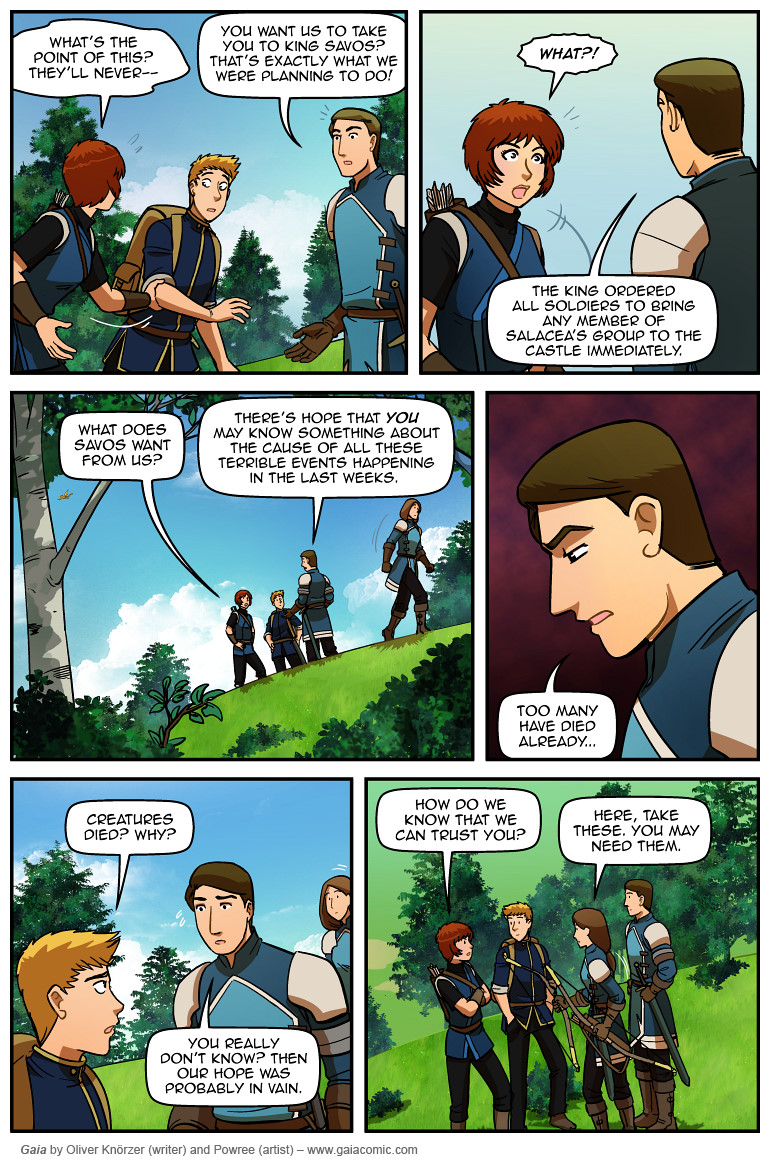 WHAT'S THE
POINT OF THIS?
THEY'LL NEVER--
YOU WANT US TO TAKE
YOU TO KING SAVOS?
THAT'S EXACTLY WHAT WE
WERE PLANNING TO DO!
WHAT?!
THE KING ORDERED
ALL SOLDIERS TO BRING
ANY MEMBER OF
SALACEA'S GROUP TO THE
CASTLE IMMEDIATELY.
WHAT DOES
SAVOS WANT
FROM US?
THERE'S HOPE THAT YOU
MAY KNOW SOMETHING ABOUT
THE CAUSE OF ALL THESE
TERRIBLE EVENTS HAPPENING
IN THE LAST WEEKS.
TOO MANY
HAVE DIED
ALREADY...
CREATURES
DIED? WHY?
YOU REALLY
DON'T KNOW? THEN
OUR HOPE WAS
PROBABLY IN VAIN.
HOW DO WE
KNOW THAT WE
CAN TRUST YOU?
HERE, TAKE
THESE. YOU MAY
NEED THEM.
Gaia by Oliver Knörzer (writer) and Powree (artist) – www.gaiacomic.com